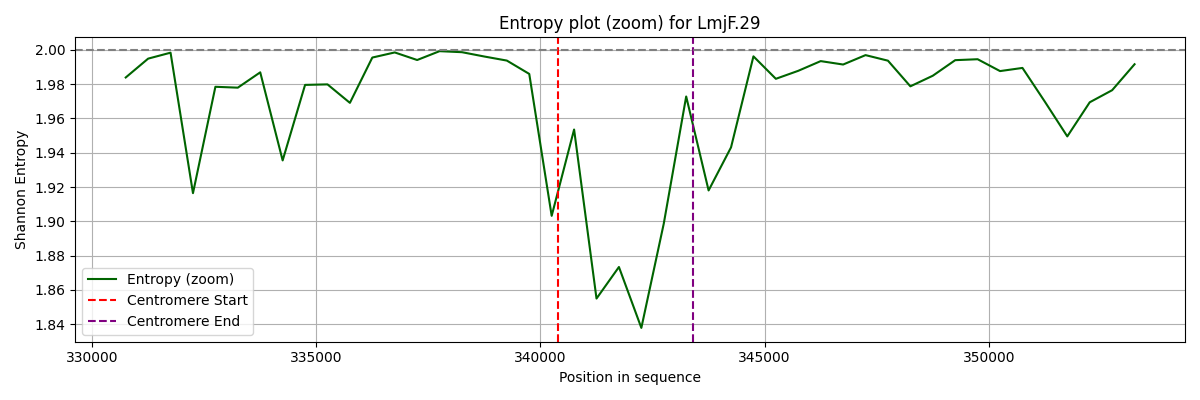 Entropy plot (zoom) for LmjF.29
Shannon Entropy
2.00
1.98
1.96
1.94
1.92
1.90
1.88
1.86
1.84
Entropy (zoom)
Centromere Start
Centromere End
330000 335000 340000 345000 350000
Position in sequence